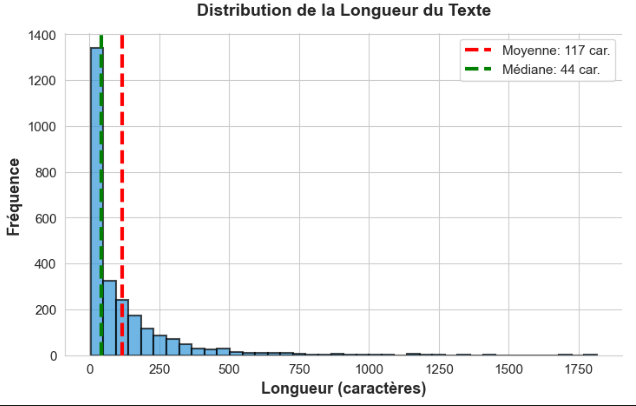 Distribution de la Longueur du Texte
Moyenne: 117 car.
Médiane: 44 car.
1400
1200
1000
800
600
400
200
0
Fréquence
0 250 500 750 1000 1250 1500 1750
Longueur (caractères)